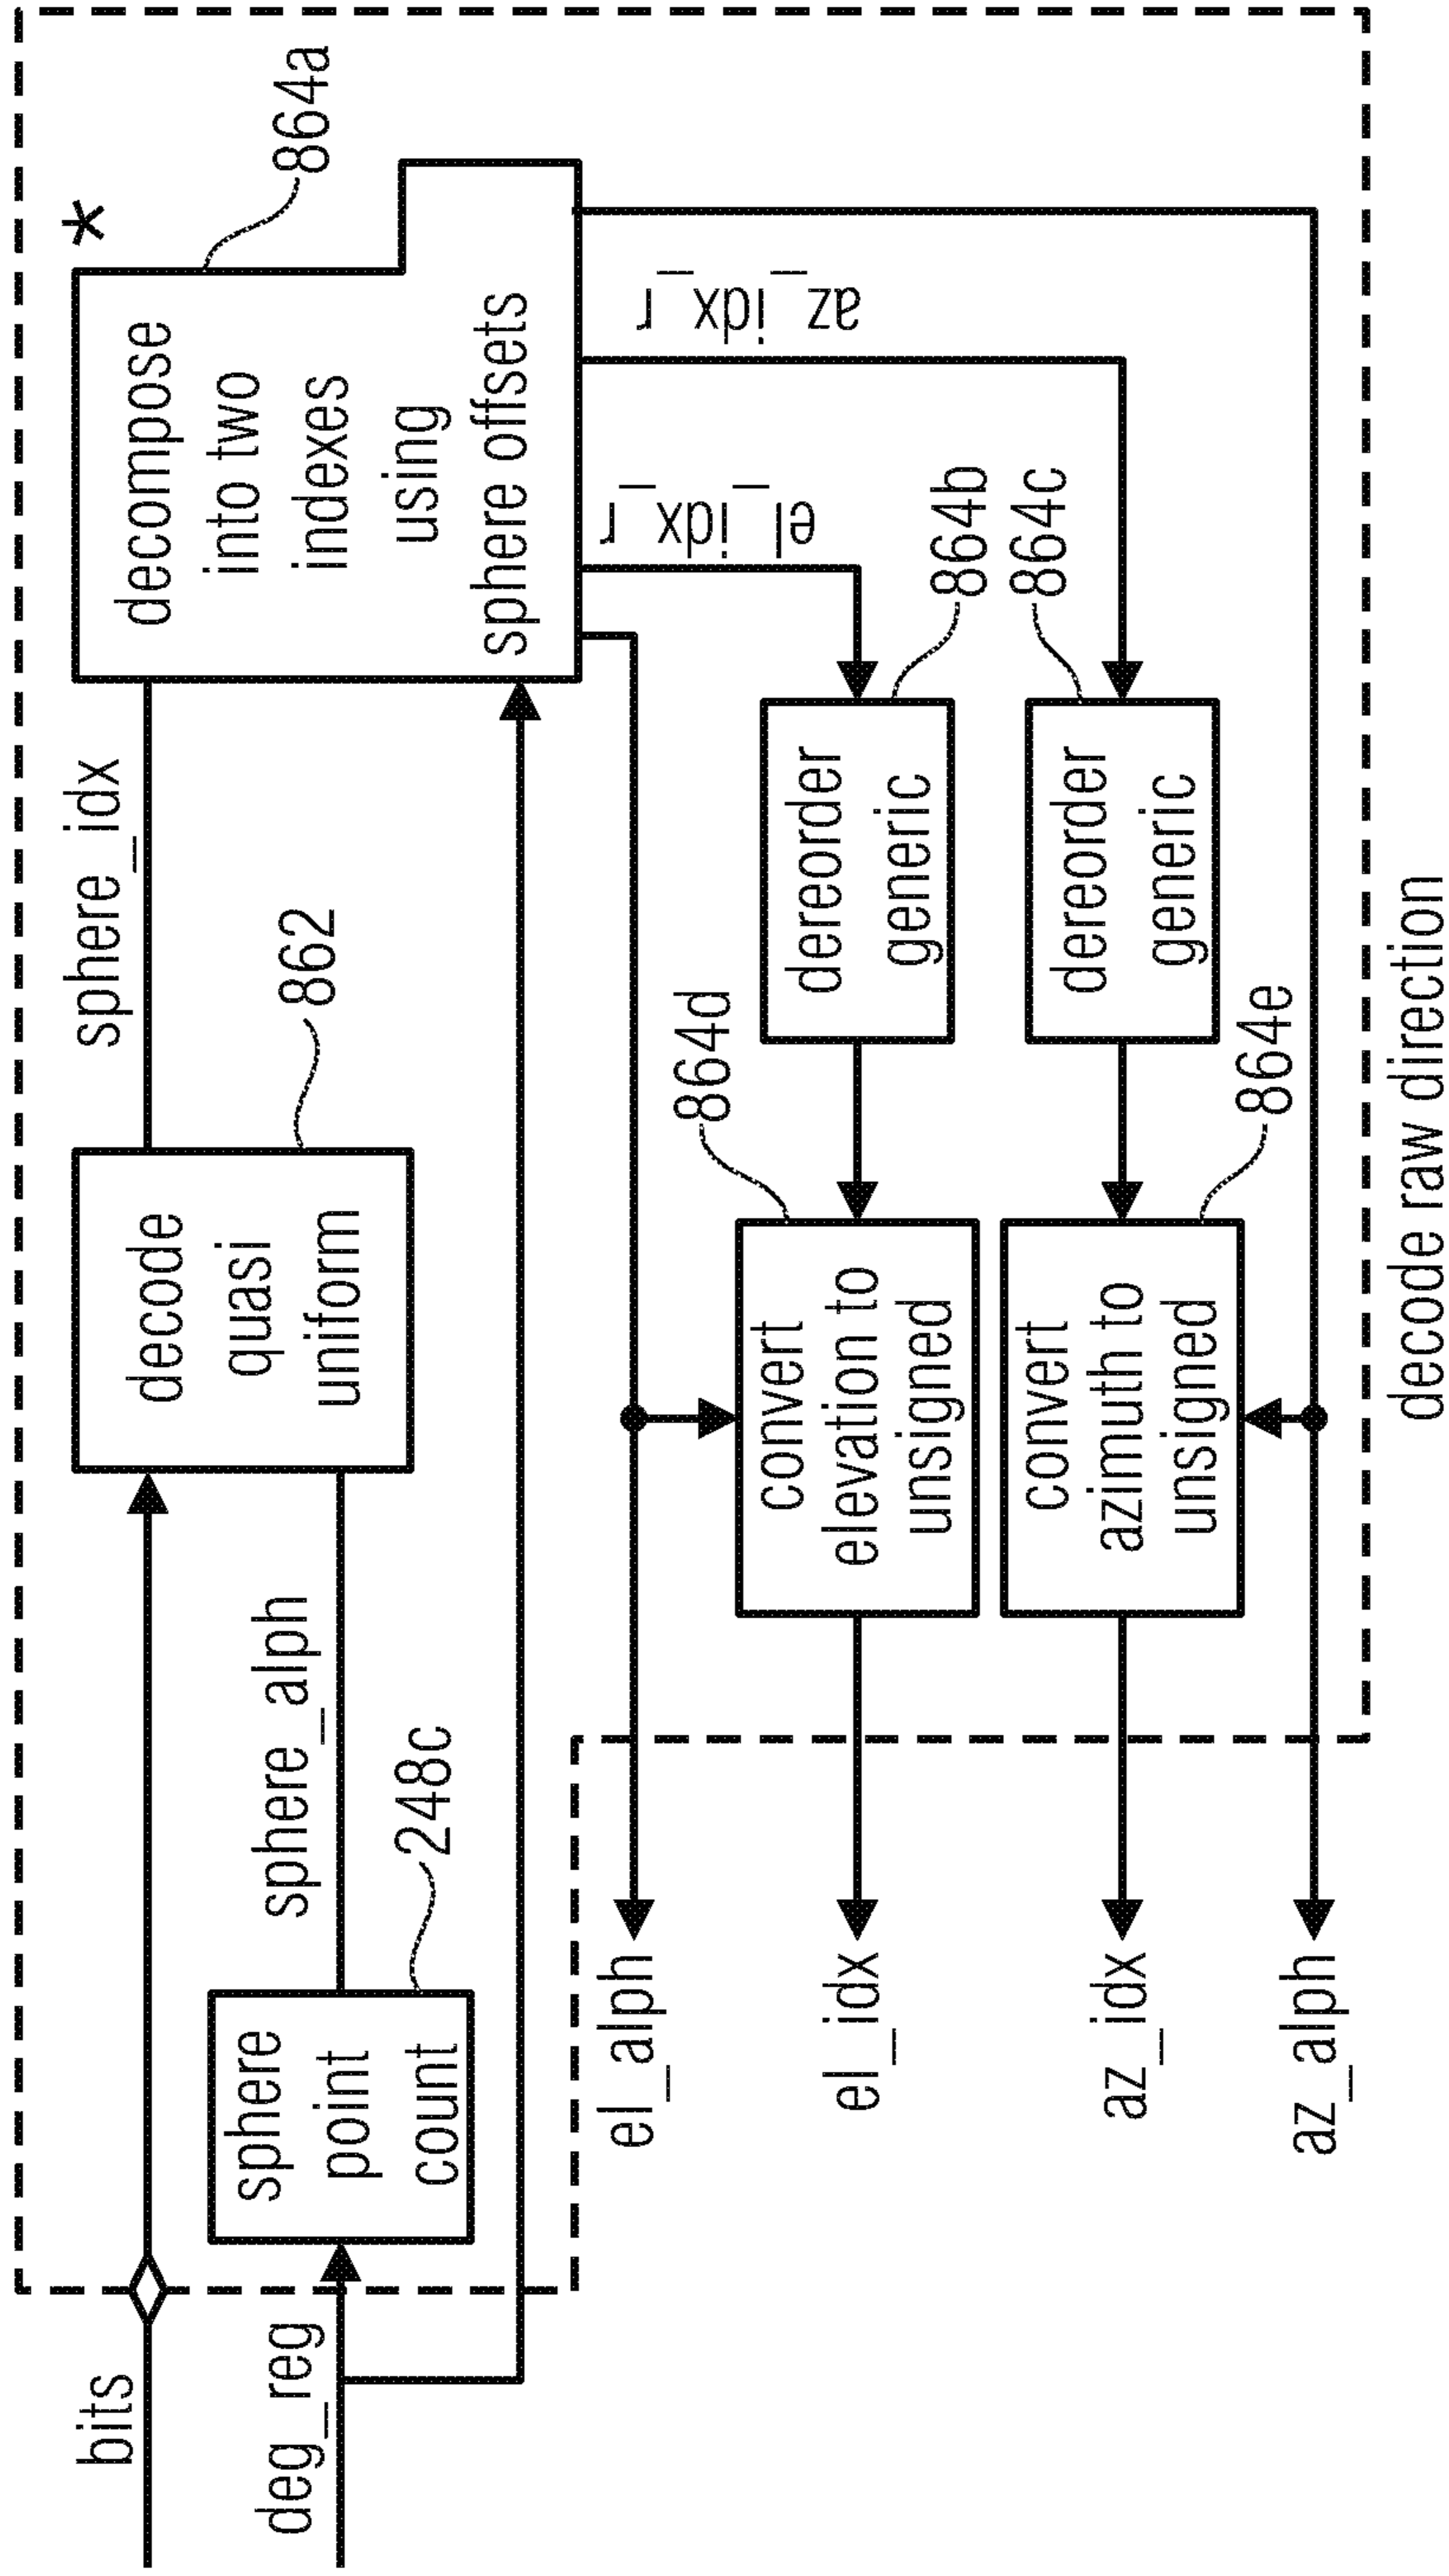 bits
deg_reg
sphere
point
count
248c
sphere_alph
decode
quasi
uniform
862
sphere_idx
decompose
into two
indexes
using
sphere offsets
*
864a
el_idx_r_
az_idx_r_
dereorder
generic
864b
dereorder
generic
864c
convert
elevation to
unsigned
864d
convert
azimuth to
unsigned
864e
el_alph
el_idx
az_idx
az_alph
decode raw direction